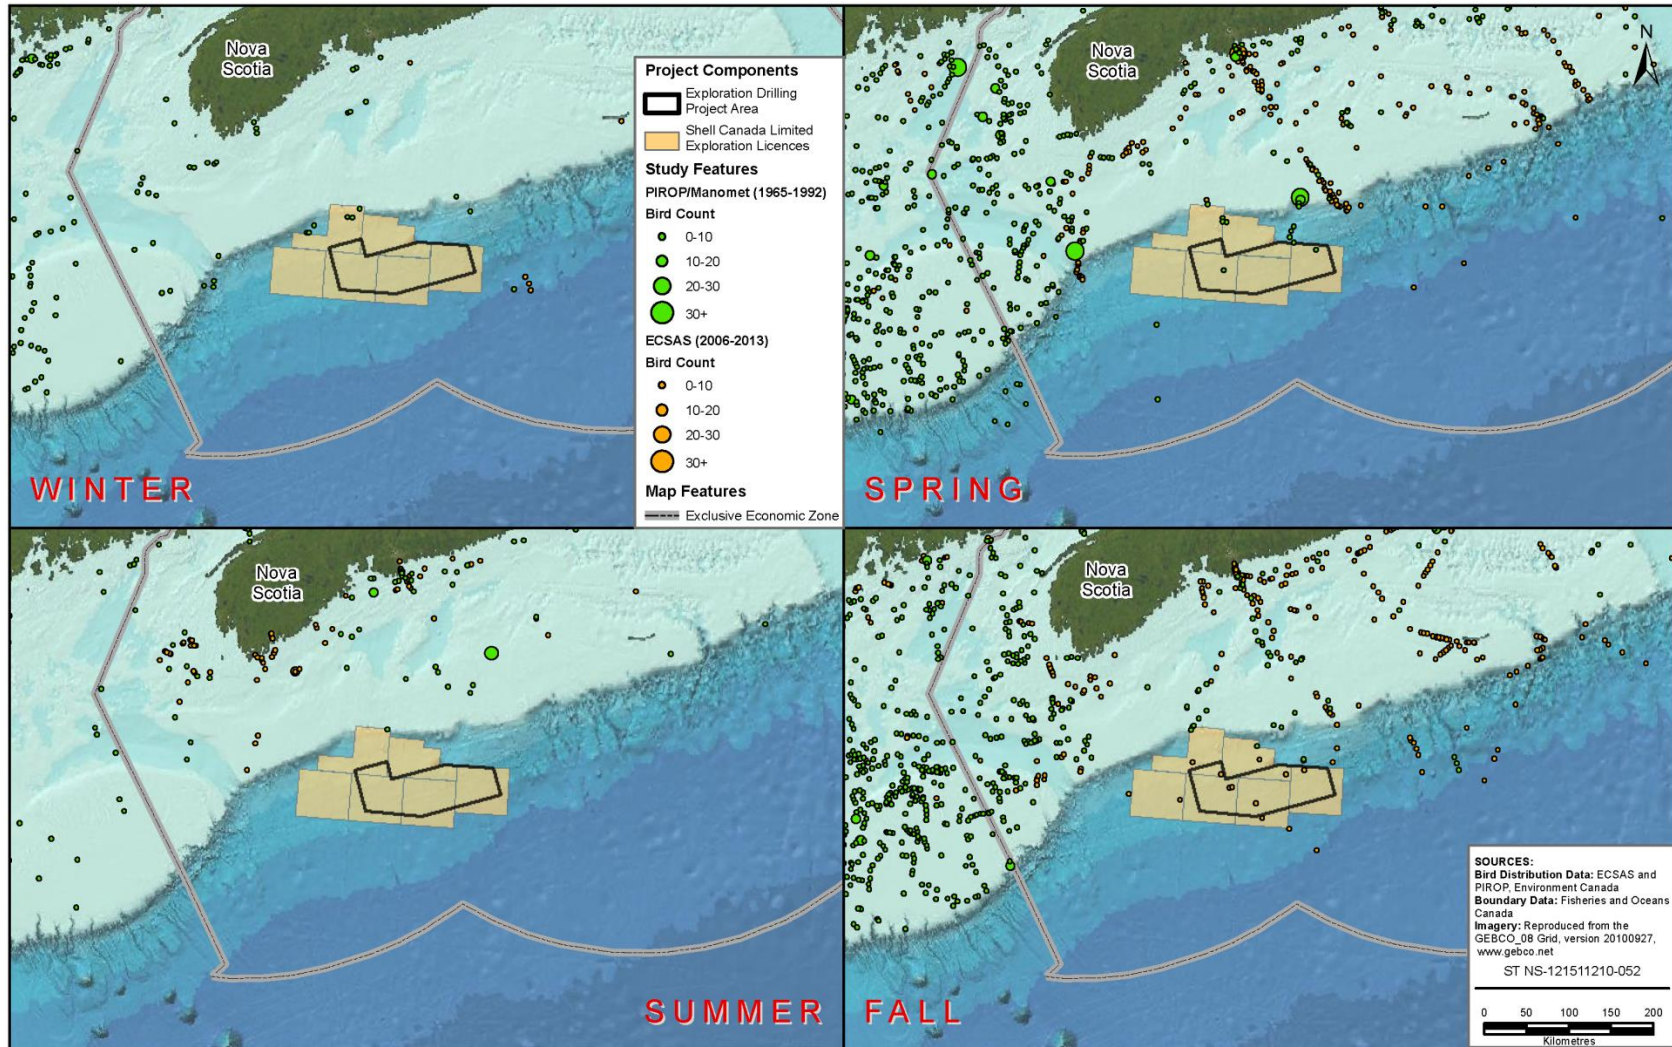 Nova
Scotia
WINTER
Project Components
Exploration Drilling
Project Area
Shell Canada Limited
Exploration Licences
Study Features
PIROP/Manomet (1965-1992)
Bird Count
0-10
10-20
20-30
30+
ECSAS (2006-2013)
Bird Count
0-10
10-20
20-30
30+
Map Features
Exclusive Economic Zone
Nova
Scotia
N
SPRING
Nova
Scotia
SUMMER
Nova
Scotia
FALL
SOURCES:
Bird Distribution Data: ECSAS and
PIROP, Environment Canada
Boundary Data: Fisheries and Oceans
Canada
Imagery: Reproduced from the
GEBCO_08 Grid, version 20100927,
www.gebco.net
ST NS-121511210-052
0 50 100 150 200
Kilometres